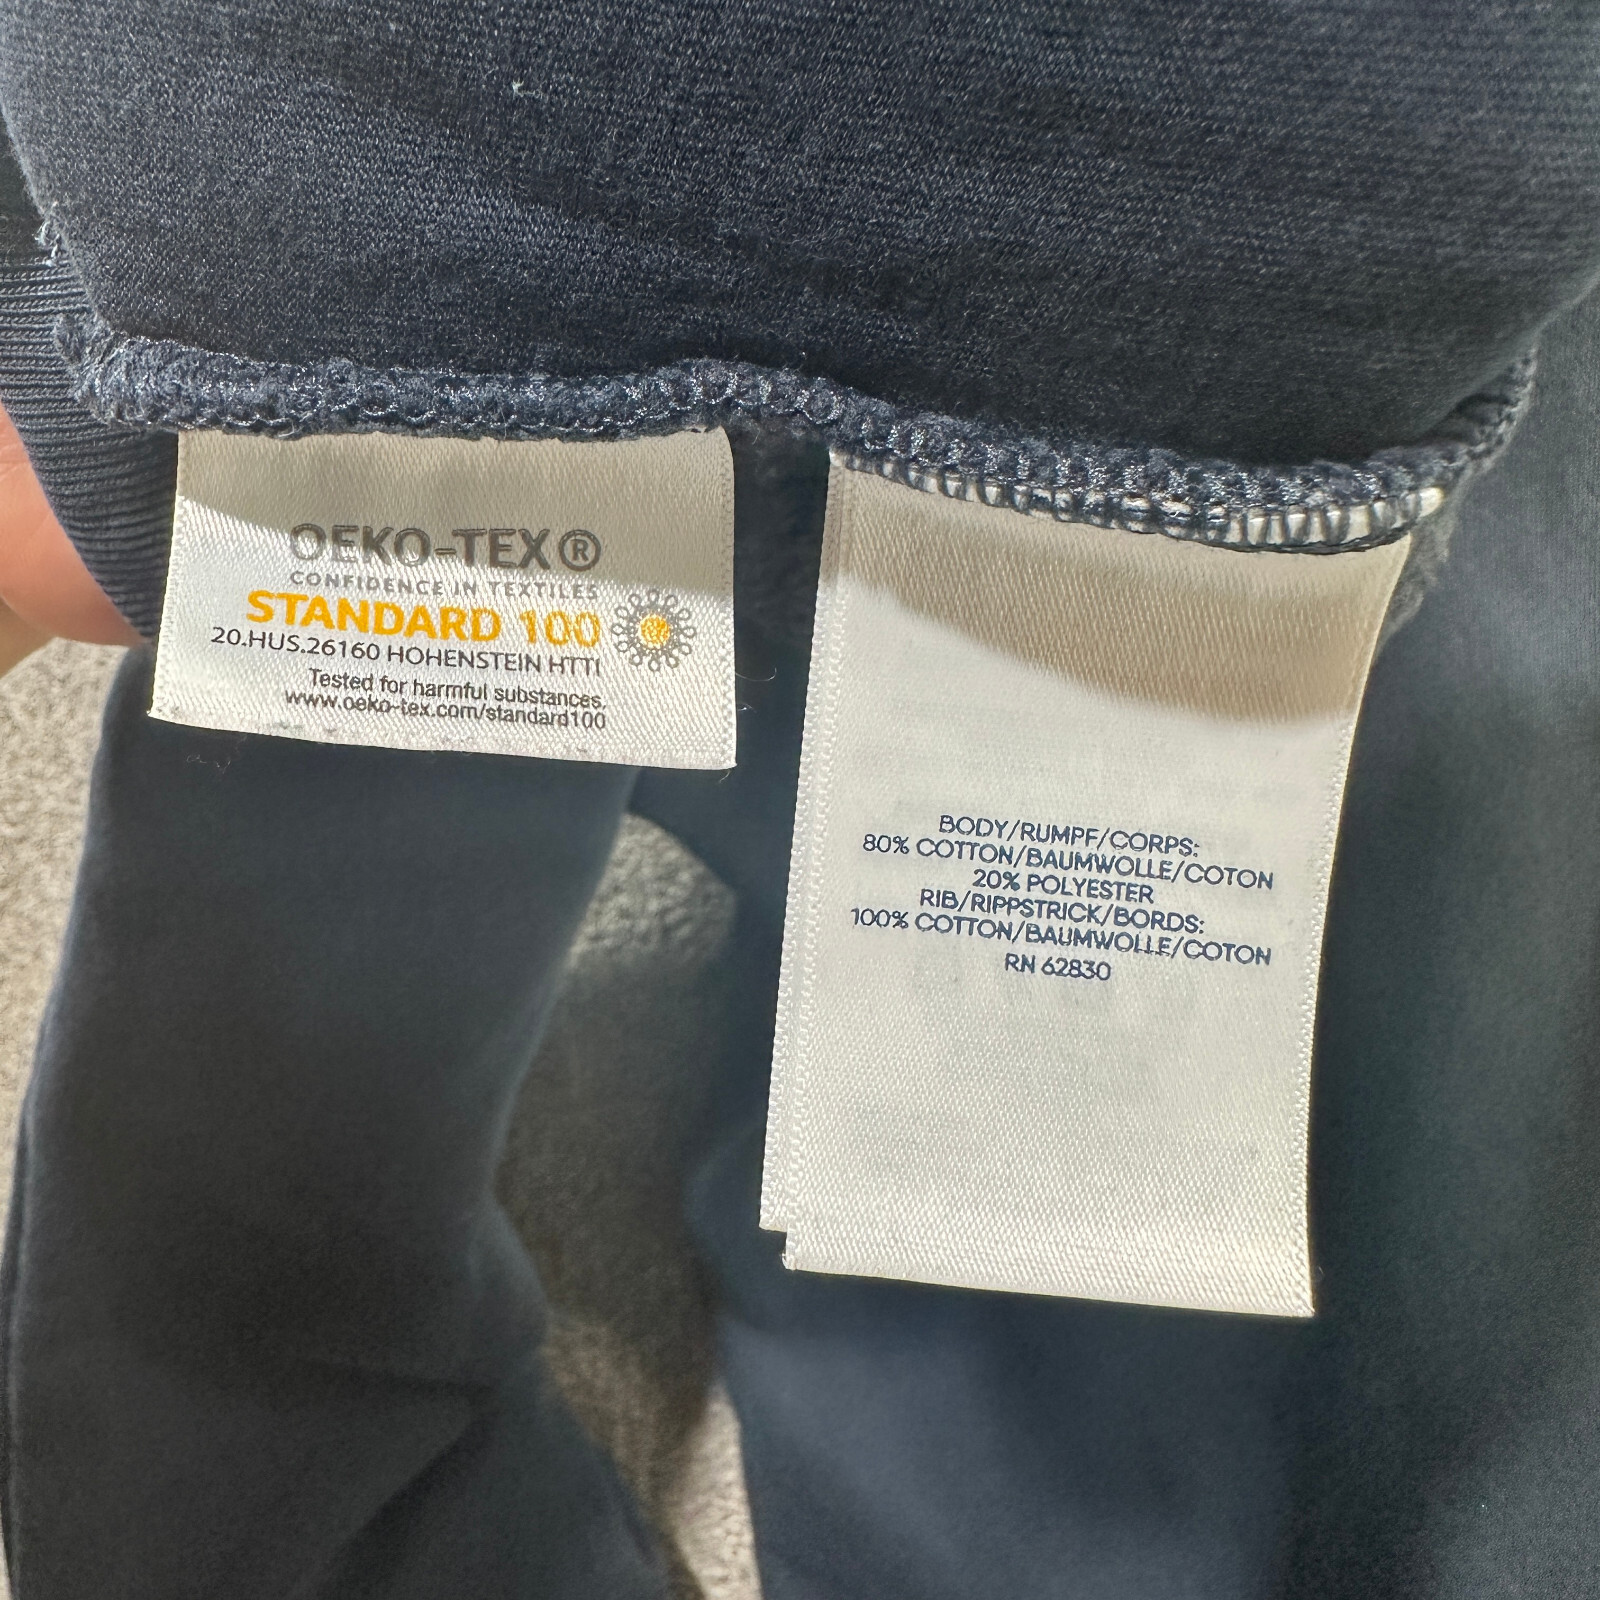 OEKO-TEX®
CONFIDENCE IN TEXTILES
STANDARD 100
20.HUS.26160 HOHENSTEIN HTTI
Tested for harmful substances.
www.oeko-tex.com/standard100
BODY/RUMPF/CORPS:
80% COTTON/BAUMWOLLE/COTON
20% POLYESTER
RIB/RIPPSTRICK/BORDS:
100% COTTON/BAUMWOLLE/COTON
RN 62830